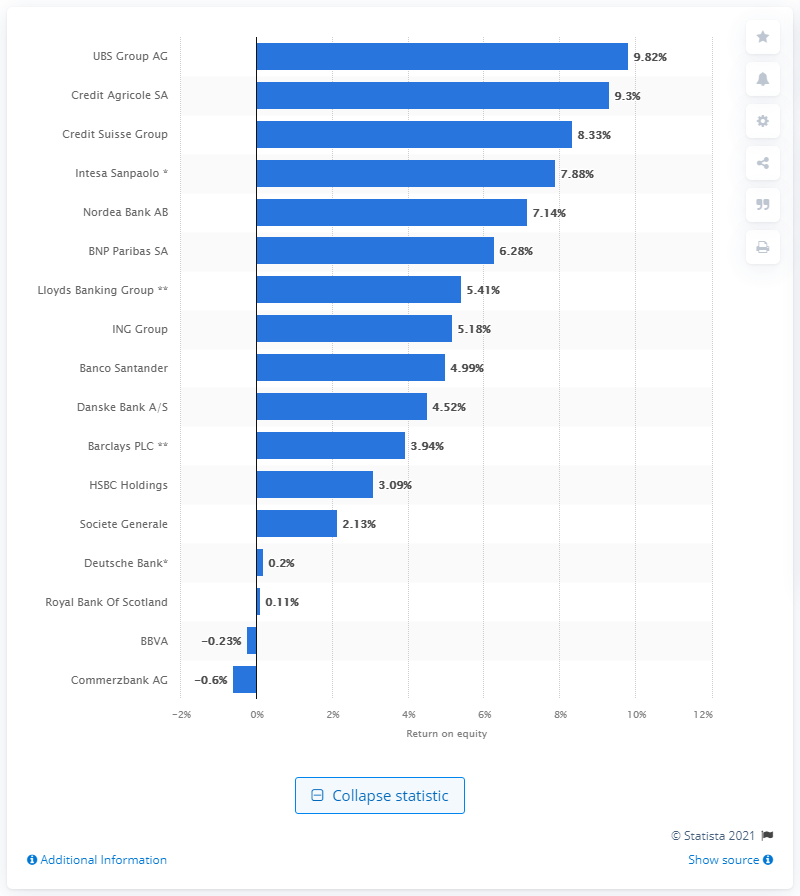 UBS Group AG 9.82%
Credit Agricole SA 9.3%
Credit Suisse Group 8.33%
Intesa Sanpaolo * 7.88%
Nordea Bank AB 7.14%
BNP Paribas SA 6.28%
Lloyds Banking Group ** 5.41%
ING Group 5.18%
Banco Santander 4.99%
Danske Bank A/S 4.52%
Barclays PLC ** 3.94%
HSBC Holdings 3.09%
Societe Generale 2.13%
Deutsche Bank* 0.2%
Royal Bank Of Scotland 0.11%
BBVA −0.23%
Commerzbank AG −0.6%
−2% 0% 2% 4% 6% 8% 10% 12%
Return on equity
Collapse statistic
© Statista 2021
Additional Information Show source